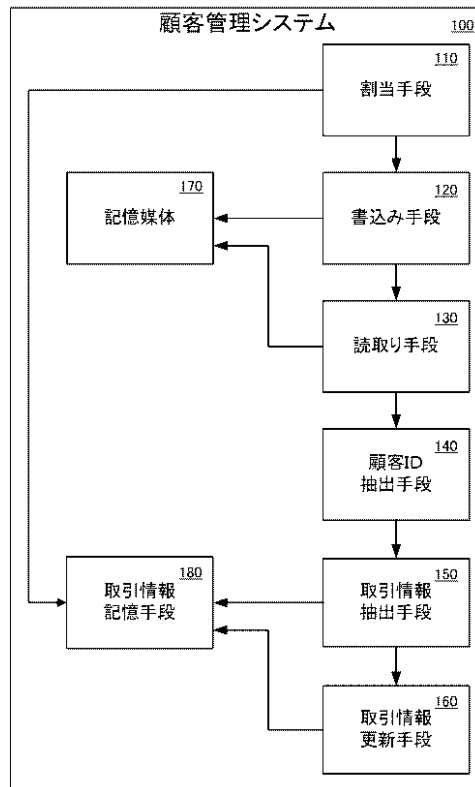 顧客管理システム
100
110
割当手段
170
記憶媒体
120
書込み手段
130
読取り手段
140
顧客ID
抽出手段
180
取引情報
記憶手段
150
取引情報
抽出手段
160
取引情報
更新手段